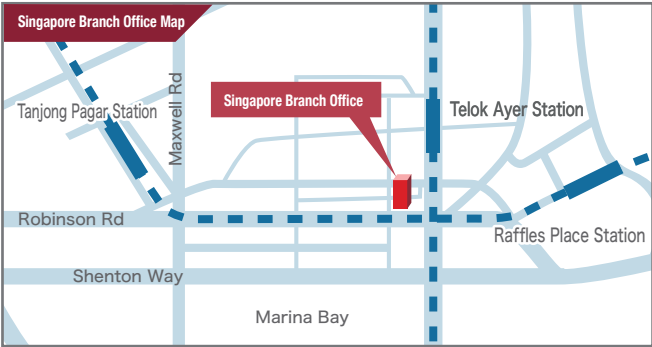 Singapore Branch Office Map
Maxwell Rd
Tanjong Pagar Station
Singapore Branch Office
Telok Ayer Station
Robinson Rd
Raffles Place Station
Shenton Way
Marina Bay